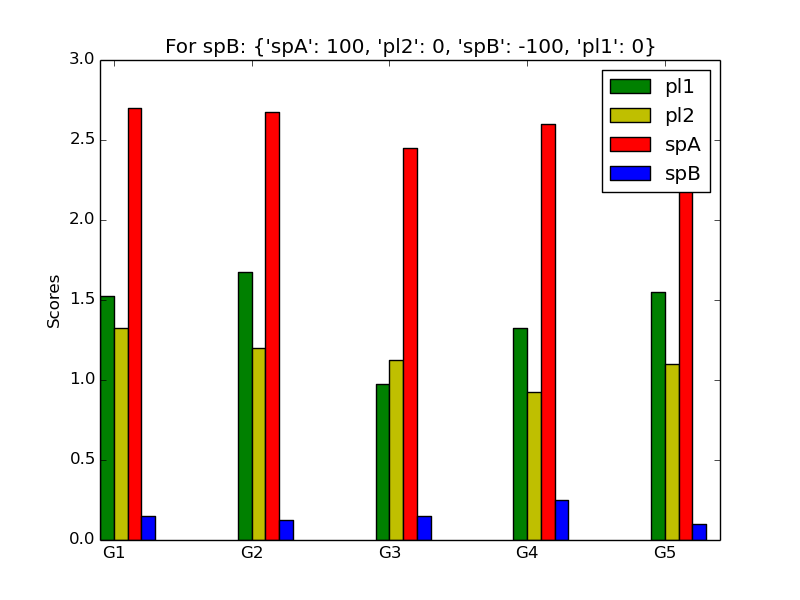 For spB: {'spA': 100, 'pl2': 0, 'spB': -100, 'pl1': 0}
3.0
2.5
2.0
1.5
1.0
0.5
0.0
Scores
pl1
pl2
spA
spB
G1 G2 G3 G4 G5